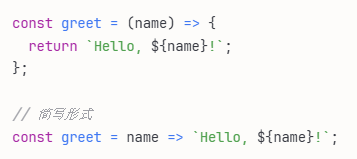 const greet = (name) => {
  return `Hello, ${name}!`;
};
// 简写形式
const greet = name => `Hello, ${name}!`;